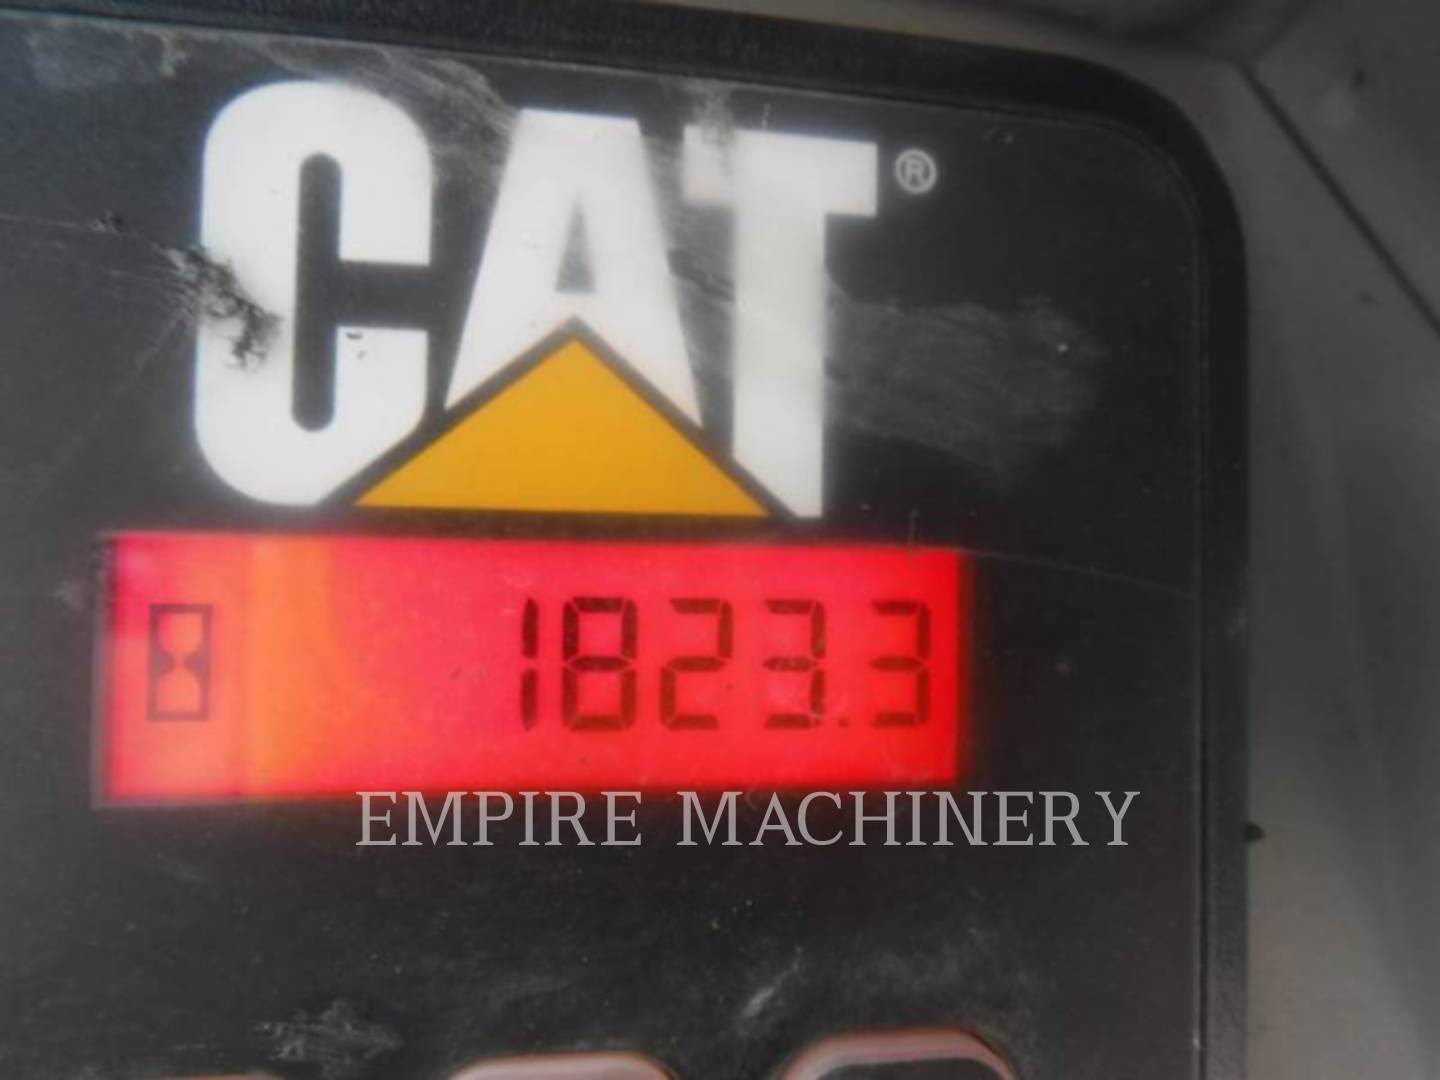 CAT®
1823.3
EMPIRE MACHINERY